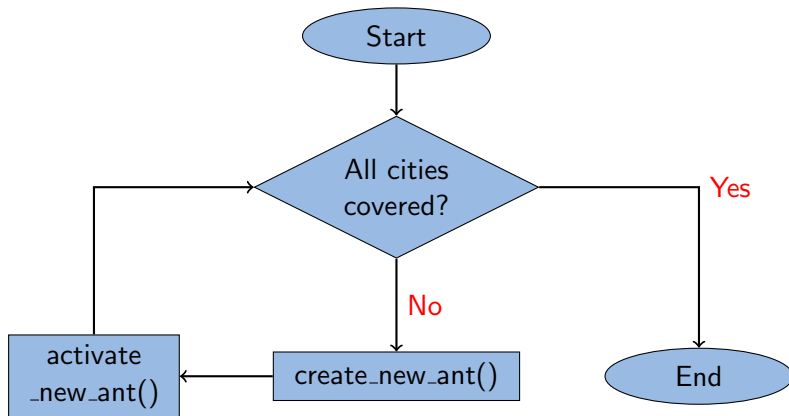 Start
All cities
covered?
Yes
No
activate
_new_ant()
create_new_ant()
End